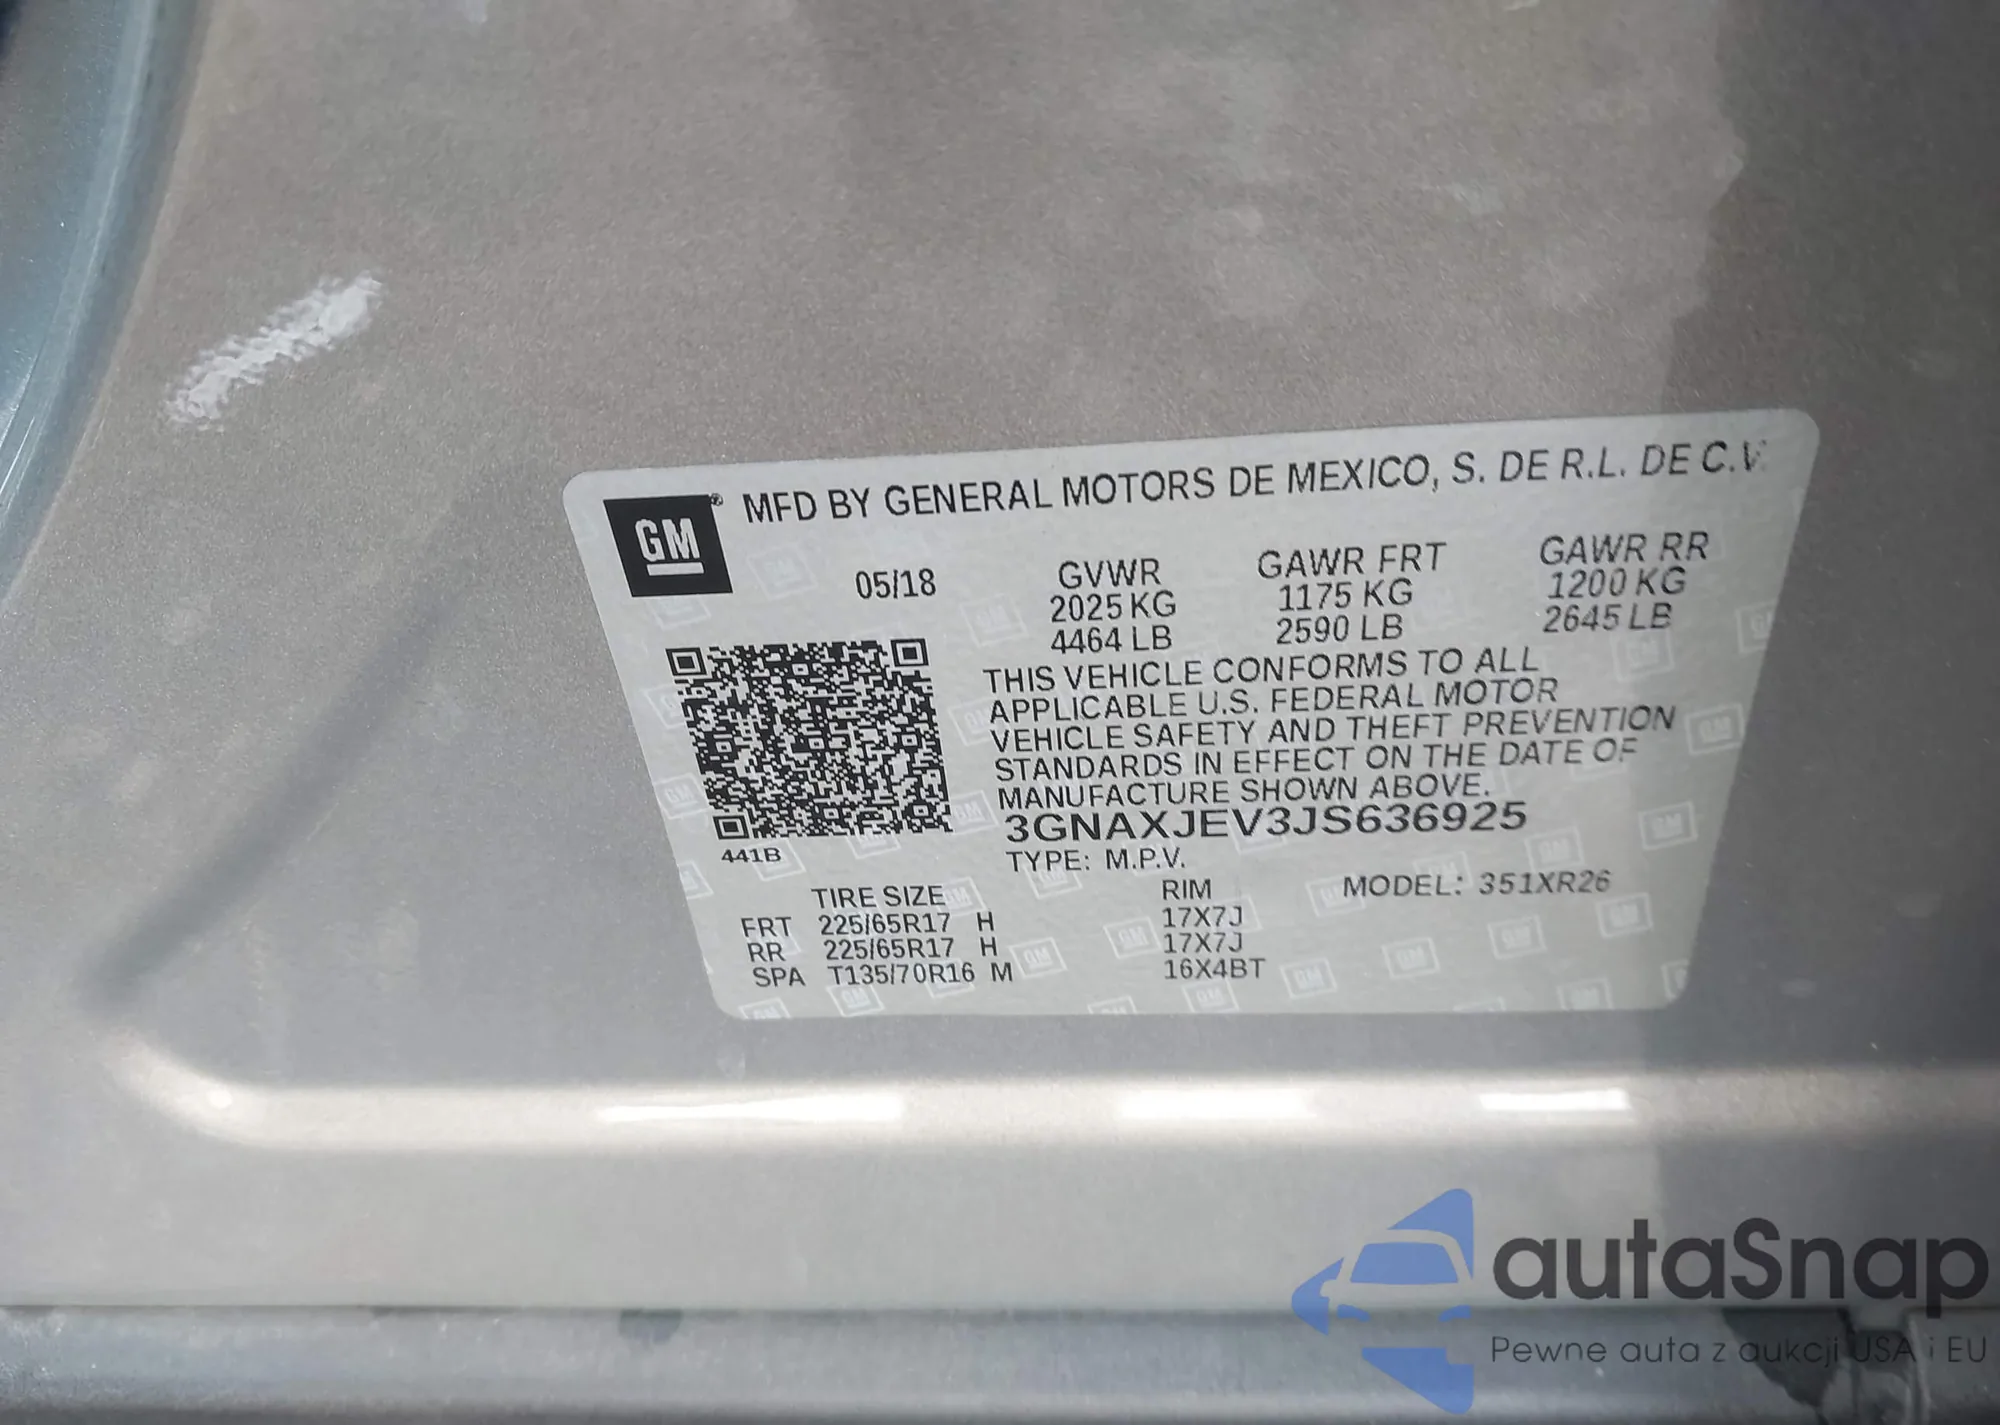 GM® MFD BY GENERAL MOTORS DE MEXICO, S. DE R.L. DE C.V.
05/18 GVWR GAWR FRT GAWR RR
2025 KG 1175 KG 1200 KG
4464 LB 2590 LB 2645 LB
THIS VEHICLE CONFORMS TO ALL
APPLICABLE U.S. FEDERAL MOTOR
VEHICLE SAFETY AND THEFT PREVENTION
STANDARDS IN EFFECT ON THE DATE OF
MANUFACTURE SHOWN ABOVE.
3GNAXJEV3JS636925
441B TYPE: M.P.V.
TIRE SIZE RIM MODEL: 351XR26
FRT 225/65R17 H 17X7J
RR 225/65R17 H 17X7J
SPA T135/70R16 M 16X4BT
autaSnap
Pewne auta z aukcji USA i EU